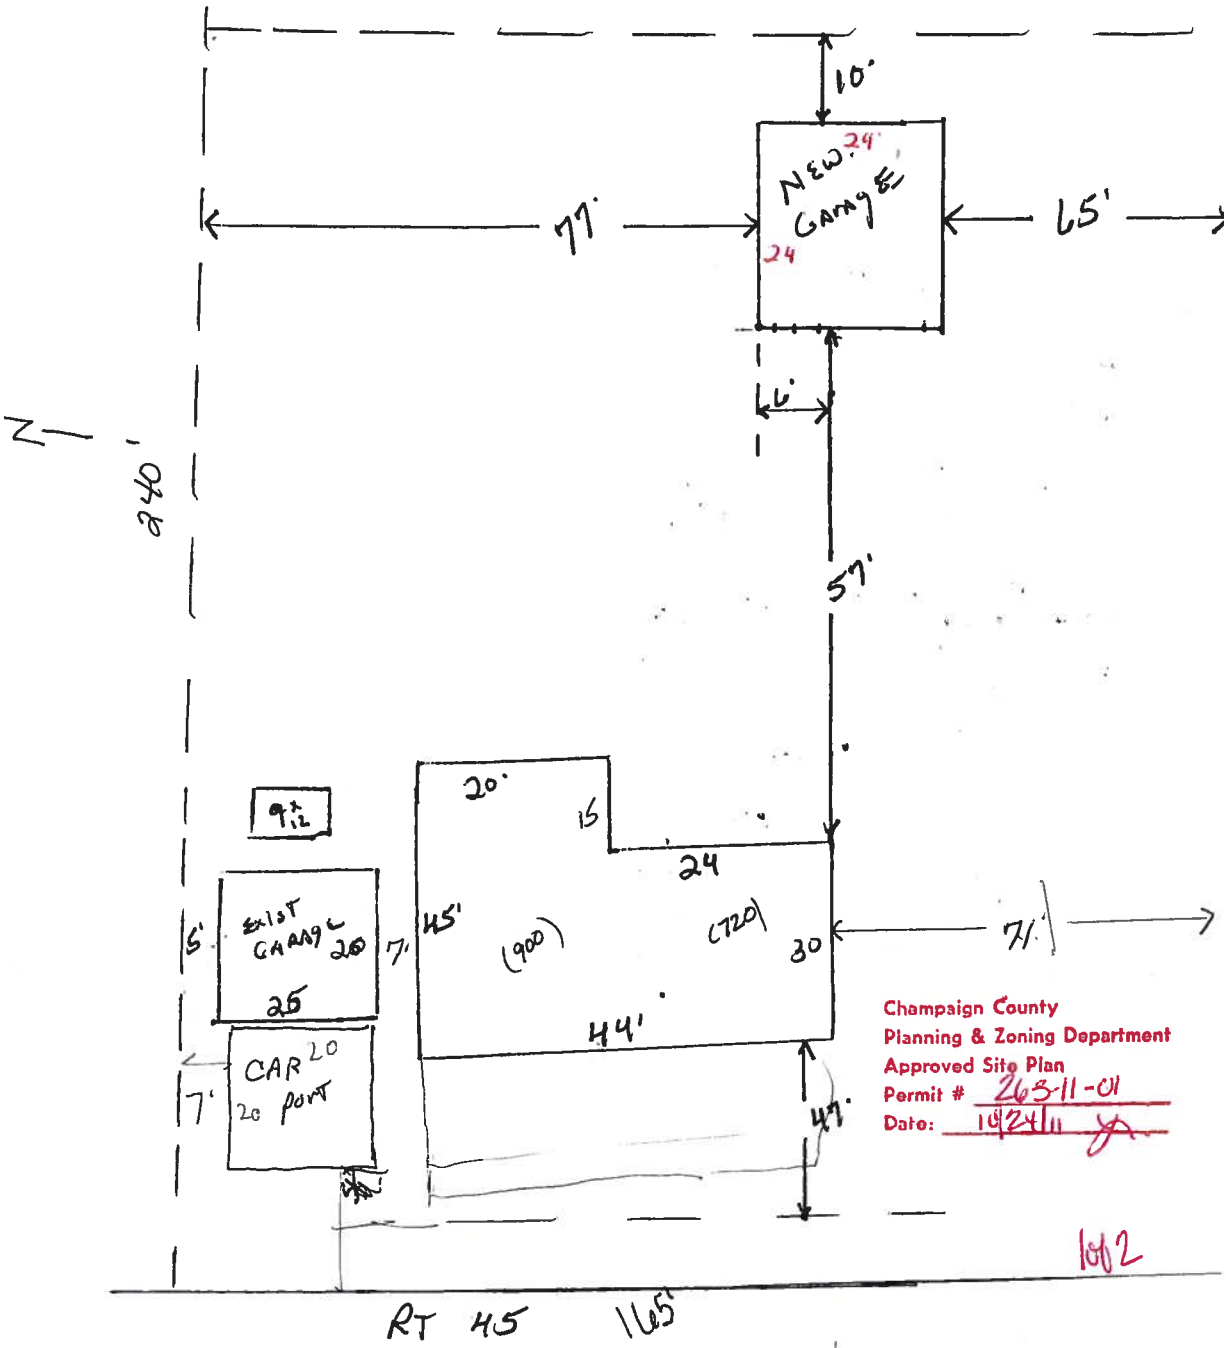 10'
NEW
GARAGE
24'
24
77'
65'
6'
N
240'
57'
20'
15
9x12
24
EXIST
GARAGE
20
25
5'
7'
45'
(900)
(720)
30
71'
44'
CAR 20
20 PORT
7'
47'
Champaign County
Planning & Zoning Department
Approved Site Plan
Permit # 263-11-01
Date: 10/24/11
1 of 2
RT 45 165'